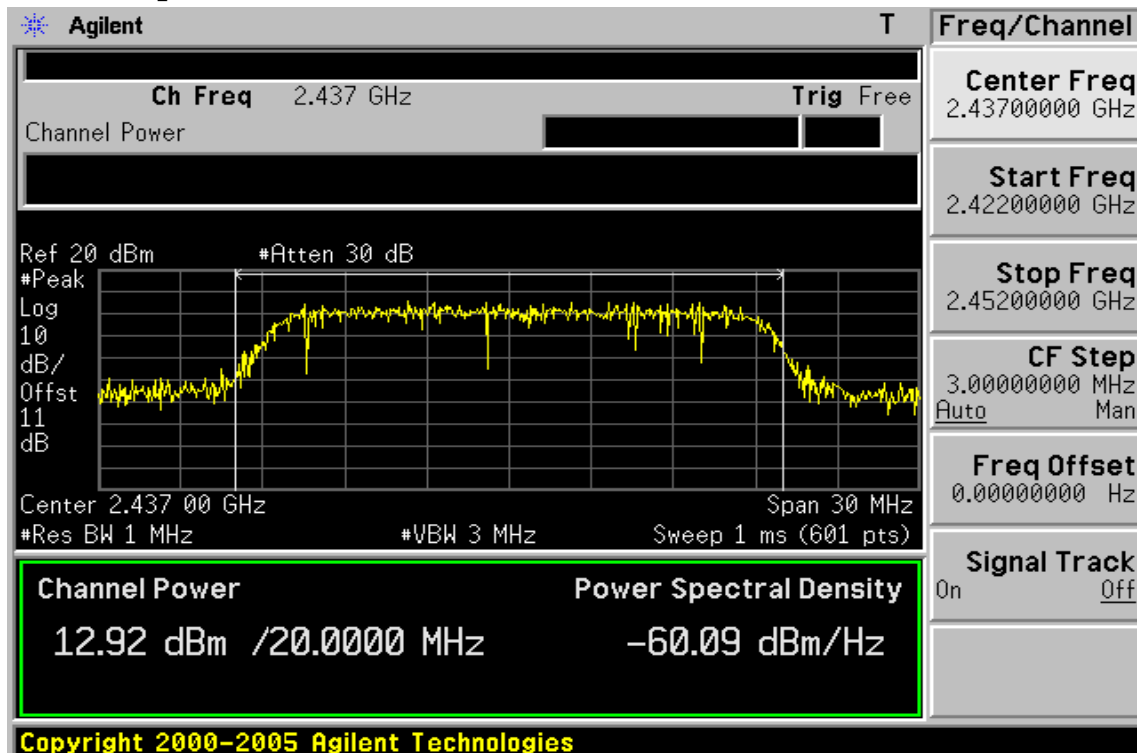 Agilent T Freq/Channel
Ch Freq 2.437 GHz Trig Free
Channel Power
Center Freq
2.43700000 GHz
Start Freq
2.42200000 GHz
Ref 20 dBm #Atten 30 dB
#Peak
Log
10
dB/
Offst
11
dB
Stop Freq
2.45200000 GHz
CF Step
3.00000000 MHz
Auto Man
Freq Offset
0.00000000 Hz
Center 2.437 00 GHz Span 30 MHz
#Res BW 1 MHz #VBW 3 MHz Sweep 1 ms (601 pts)
Signal Track
On Off
Channel Power Power Spectral Density
12.92 dBm /20.0000 MHz -60.09 dBm/Hz
Copyright 2000-2005 Agilent Technologies